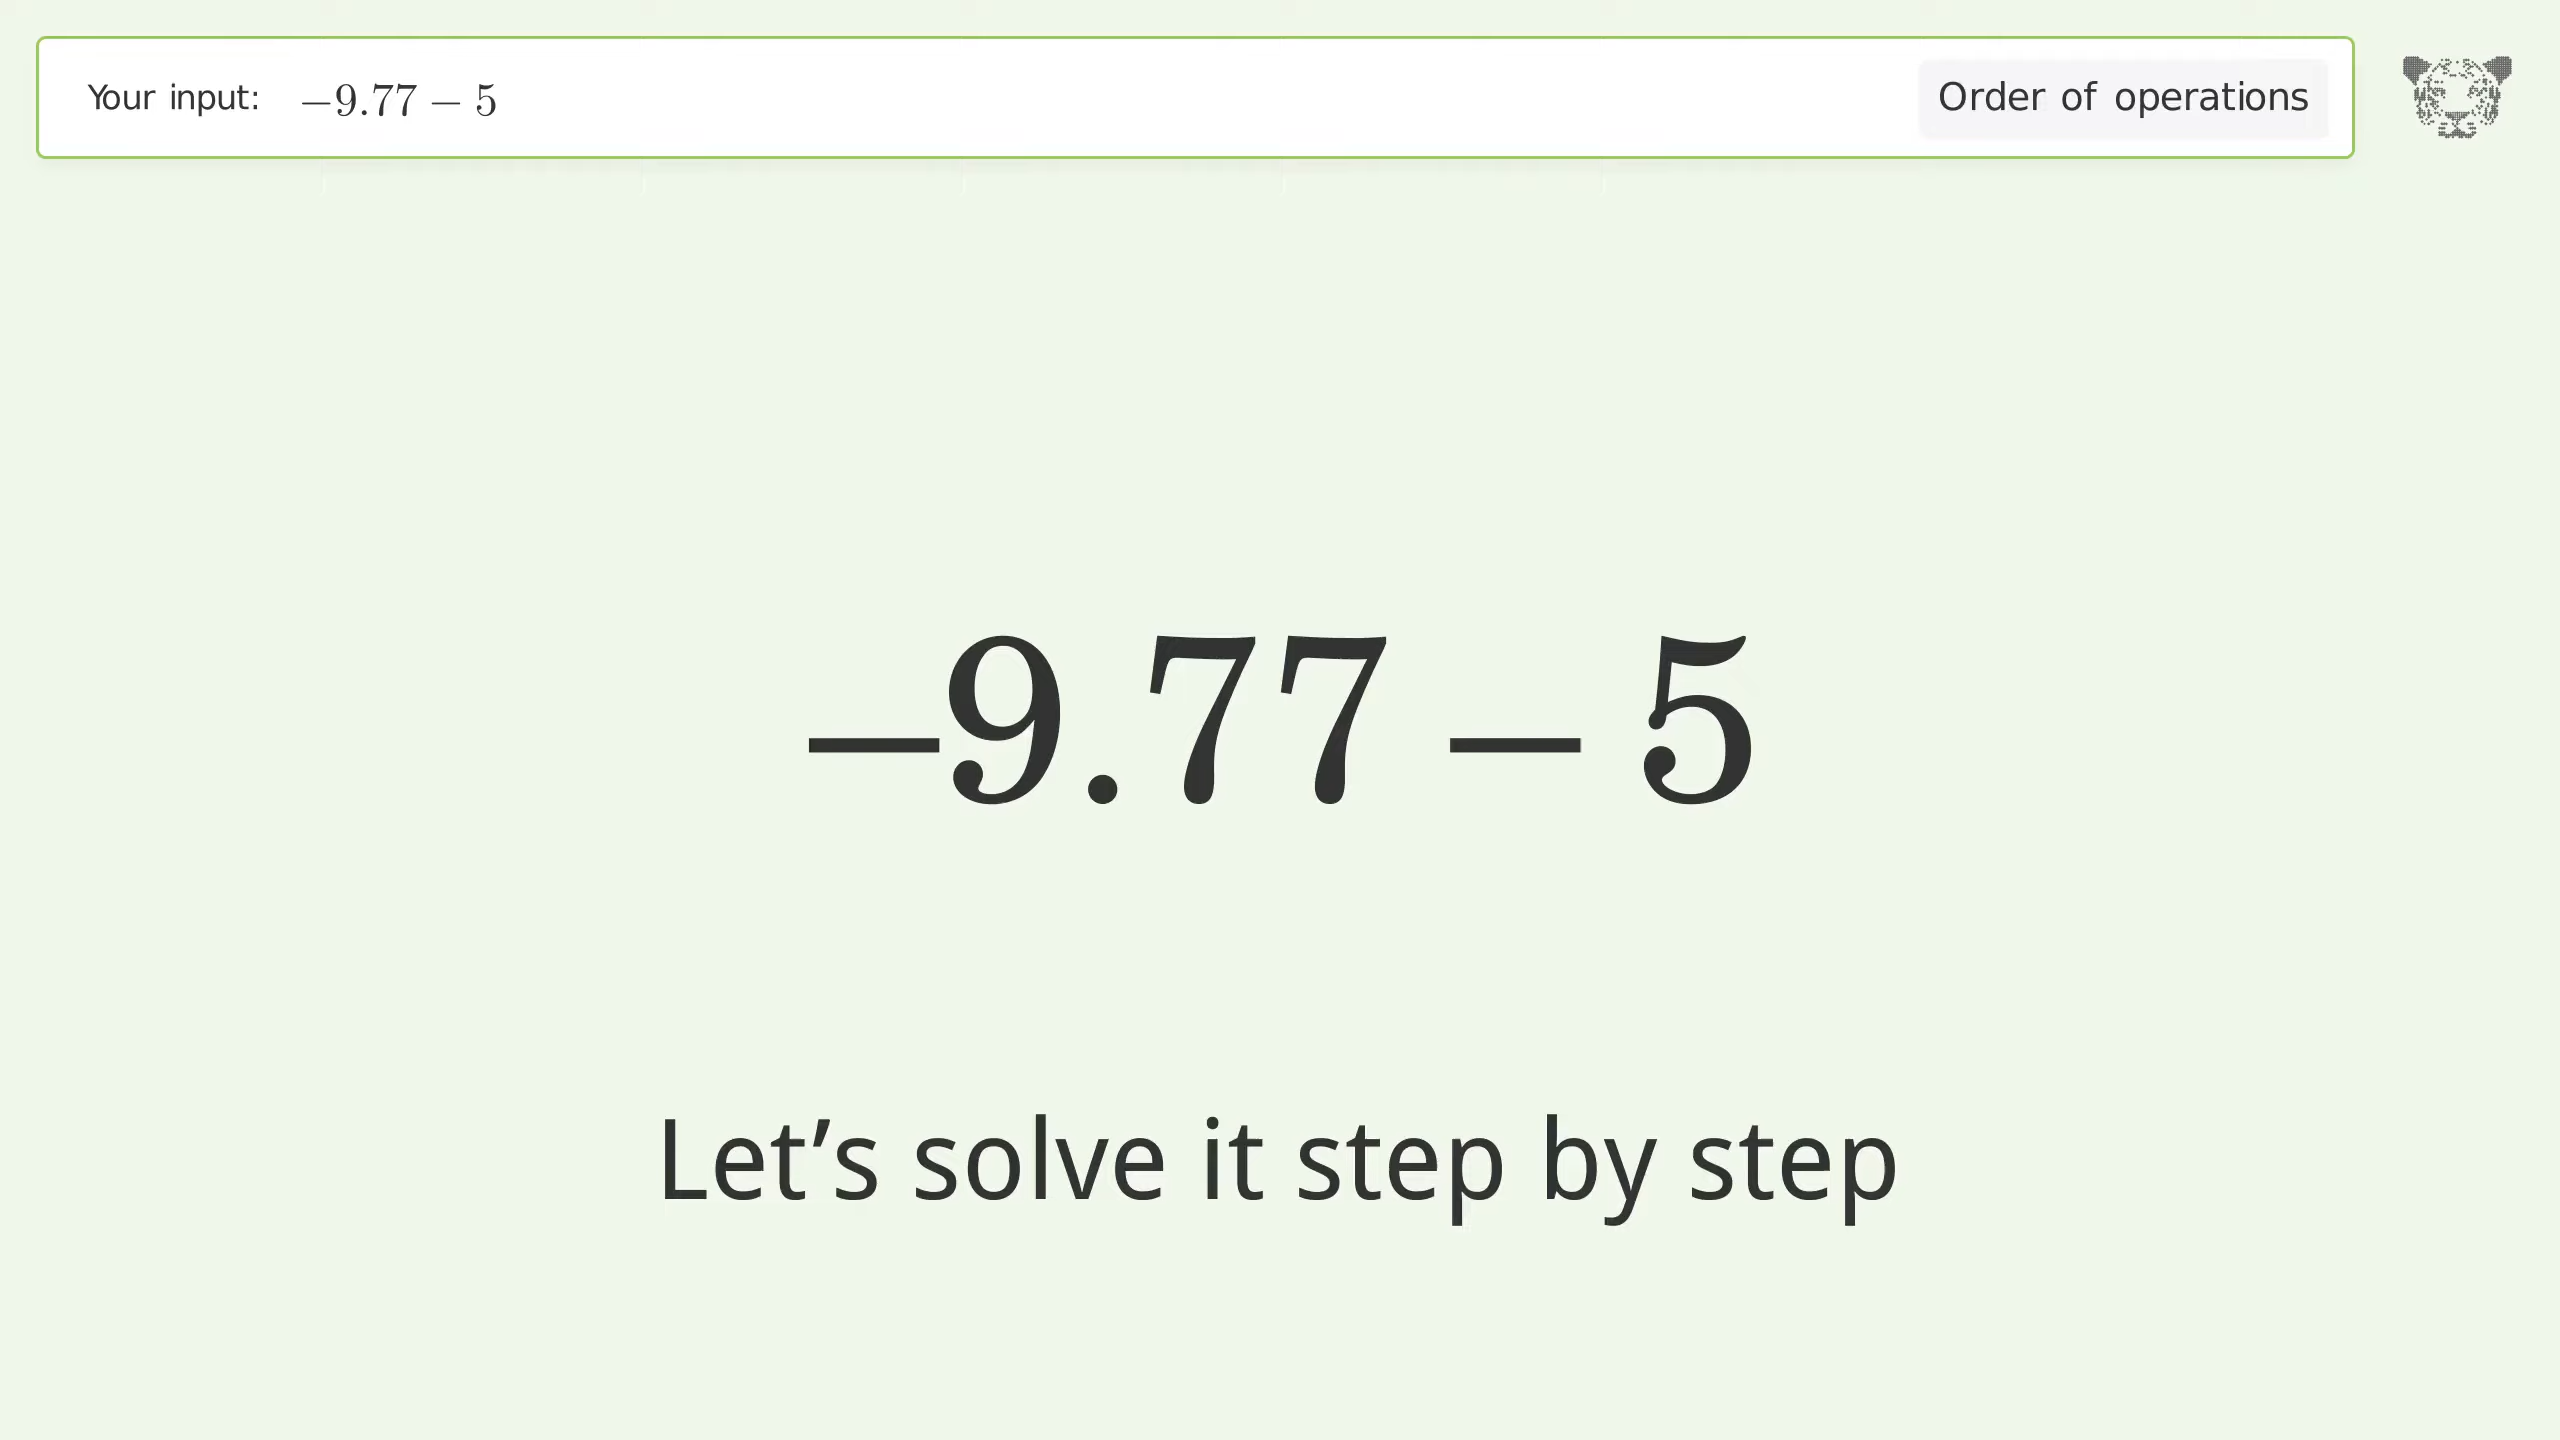 Your input: −9.77 − 5
Order of operations
−9.77 − 5
Let’s solve it step by step